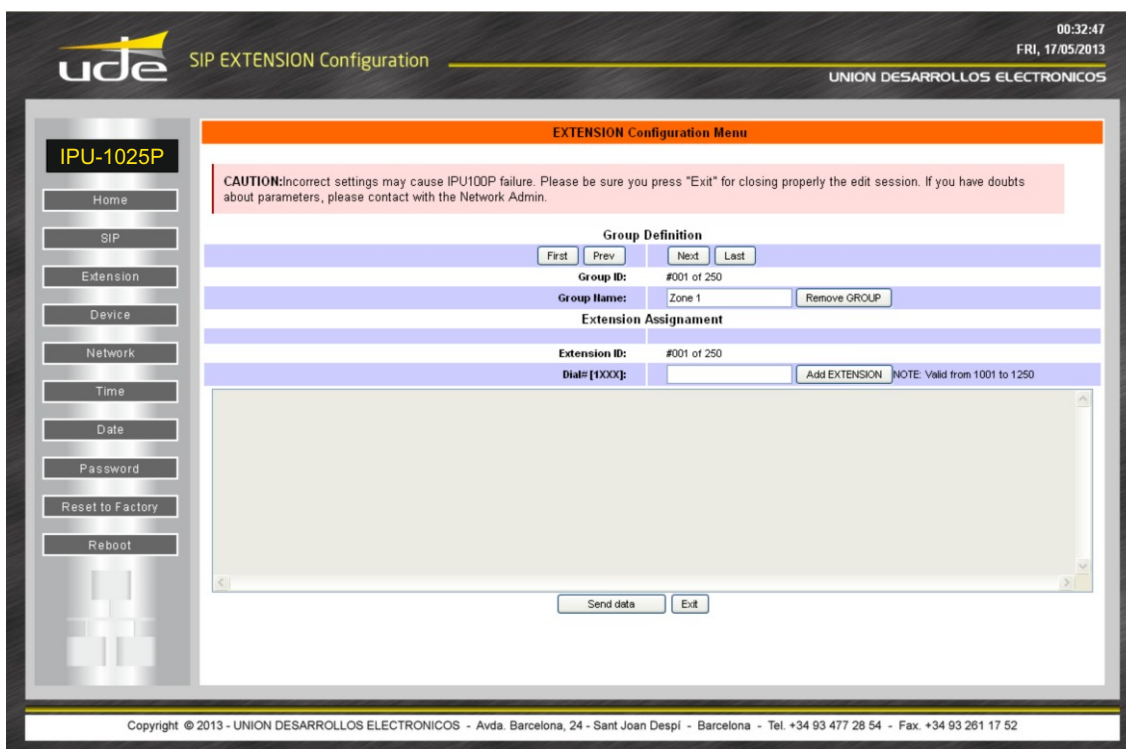 00:32:47
FRI, 17/05/2013
ude
SIP EXTENSION Configuration
UNION DESARROLLOS ELECTRONICOS
IPU-1025P
Home
SIP
Extension
Device
Network
Time
Date
Password
Reset to Factory
Reboot
EXTENSION Configuration Menu
CAUTION:Incorrect settings may cause IPU100P failure. Please be sure you press "Exit" for closing properly the edit session. If you have doubts
about parameters, please contact with the Network Admin.
Group Definition
First Prev Next Last
Group ID: #001 of 250
Group Name: Zone 1 Remove GROUP
Extension Assignament
Extension ID: #001 of 250
Dial# [1XXX]: Add EXTENSION NOTE: Valid from 1001 to 1250
Send data Exit
Copyright © 2013 - UNION DESARROLLOS ELECTRONICOS - Avda. Barcelona, 24 - Sant Joan Despí - Barcelona - Tel. +34 93 477 28 54 - Fax. +34 93 261 17 52